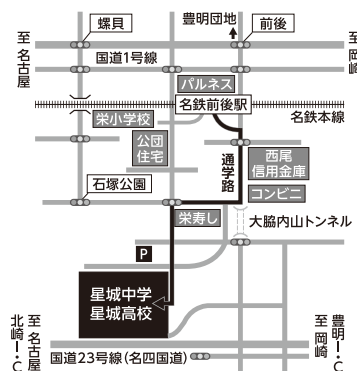 豊明団地
螺貝
前後
至 名古屋
至 岡崎
国道1号線
パルネス
名鉄前後駅
名鉄本線
栄小学校
公団
住宅
通学路
西尾
信用金庫
コンビニ
石塚公園
栄寿し
大脇内山トンネル
P
星城中学
星城高校
至 名古屋
北崎I・C
至 岡崎
豊明I・C
国道23号線(名四国道)